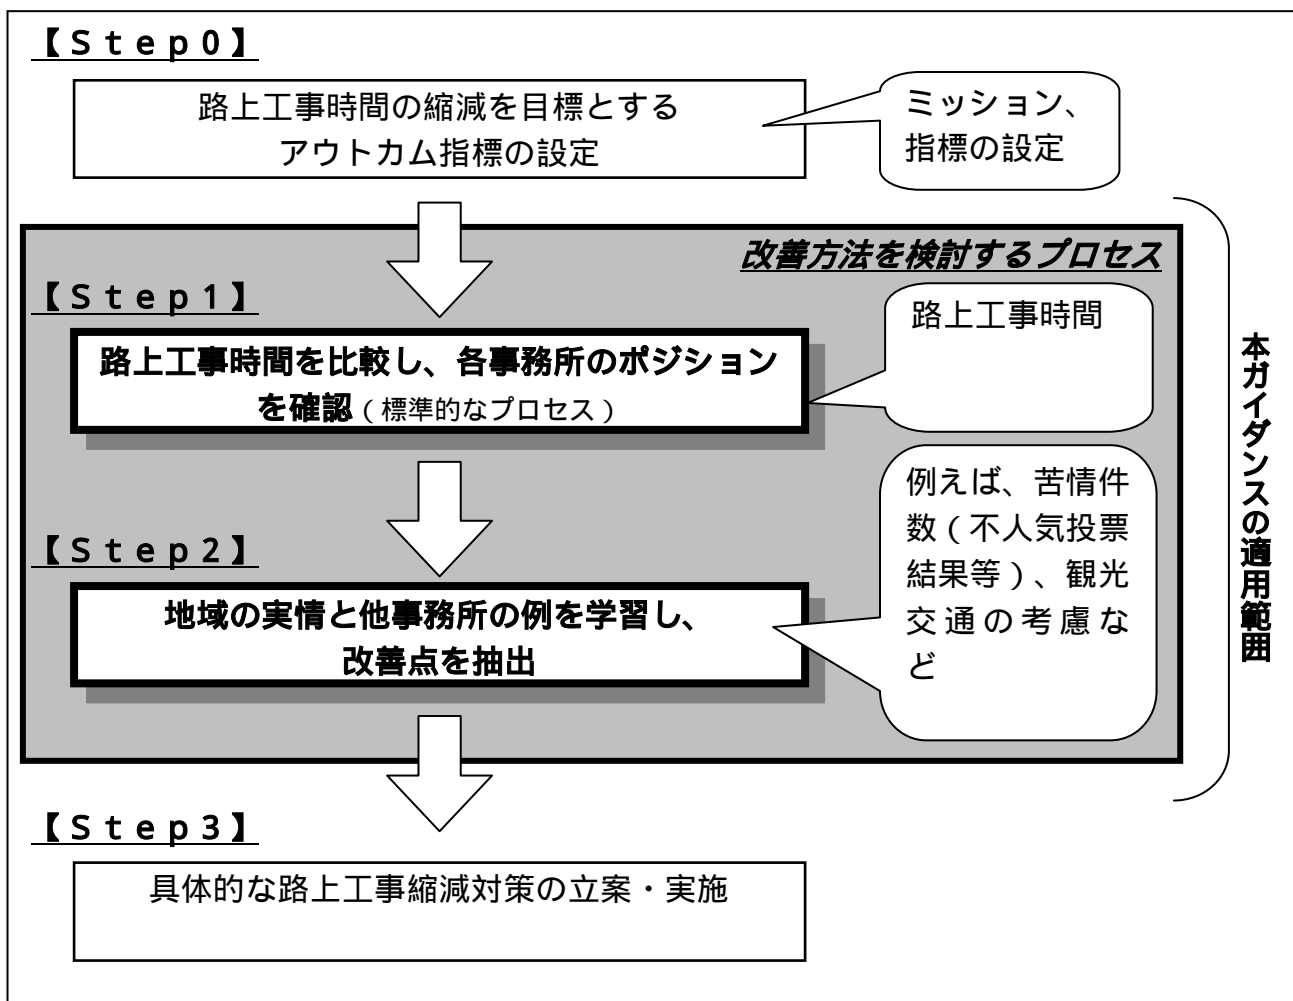 【Ｓｔｅｐ０】
路上工事時間の縮減を目標とする
アウトカム指標の設定
ミッション、
指標の設定
改善方法を検討するプロセス
【Ｓｔｅｐ１】
路上工事時間を比較し、各事務所のポジション
を確認（標準的なプロセス）
路上工事時間
【Ｓｔｅｐ２】
地域の実情と他事務所の例を学習し、
改善点を抽出
例えば、苦情件
数（不人気投票
結果等）、観光
交通の考慮な
ど
本ガイダンスの適用範囲
【Ｓｔｅｐ３】
具体的な路上工事縮減対策の立案・実施